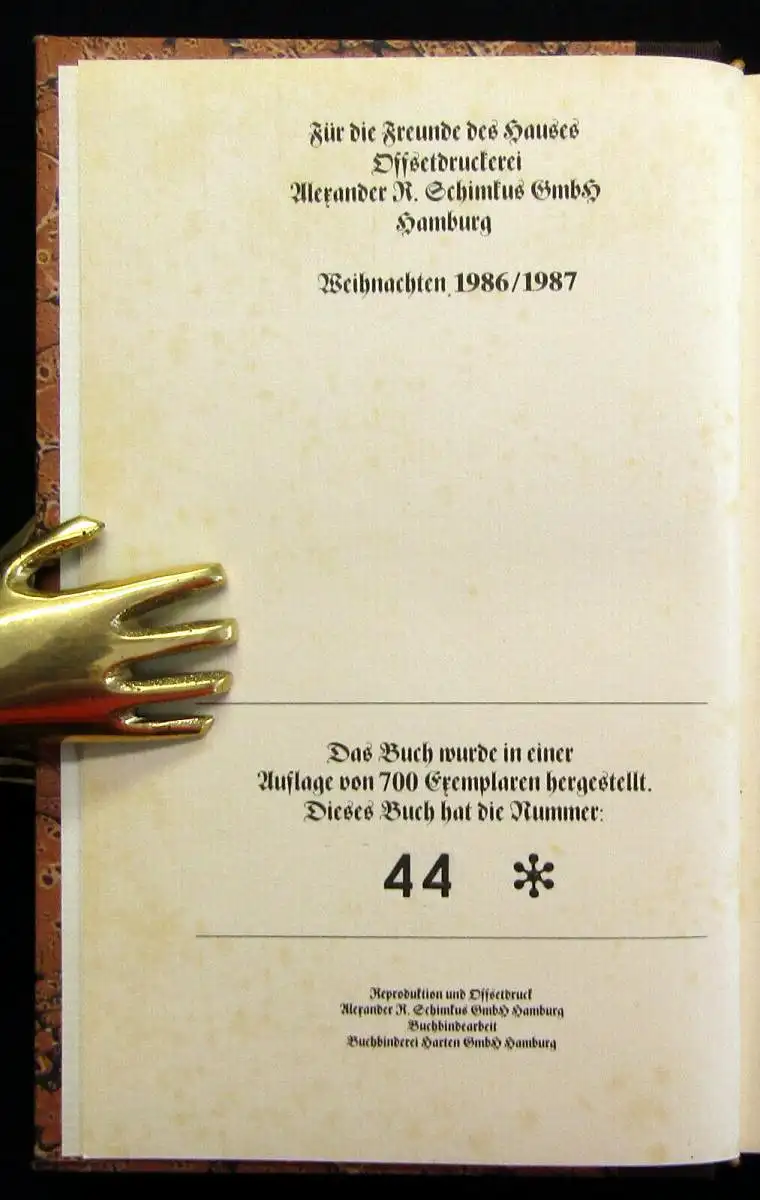 Für die Freunde des Hauses
Offsetdruckerei
Alexander R. Schimkus GmbH
Hamburg
Weihnachten 1986/1987
Das Buch wurde in einer
Auflage von 700 Exemplaren hergestellt.
Dieses Buch hat die Nummer:
44 *
Reproduktion und Offsetdruck
Alexander R. Schimkus GmbH Hamburg
Buchbindearbeit
Buchbinderei Harten GmbH Hamburg